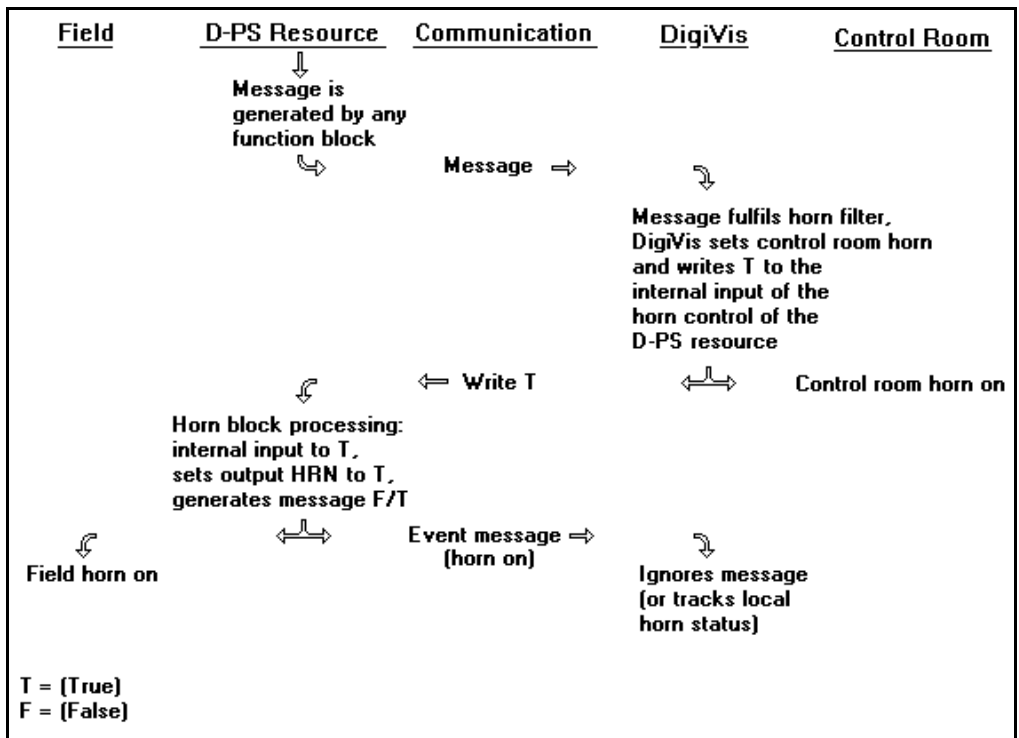 Field D-PS Resource Communication DigiVis Control Room
Message is
generated by any
function block
Message
Message fulfils horn filter,
DigiVis sets control room horn
and writes T to the
internal input of the
horn control of the
D-PS resource
Write T
Control room horn on
Horn block processing:
internal input to T,
sets output HRN to T,
generates message F/T
Event message
(horn on)
Field horn on
Ignores message
(or tracks local
horn status)
T = (True)
F = (False)